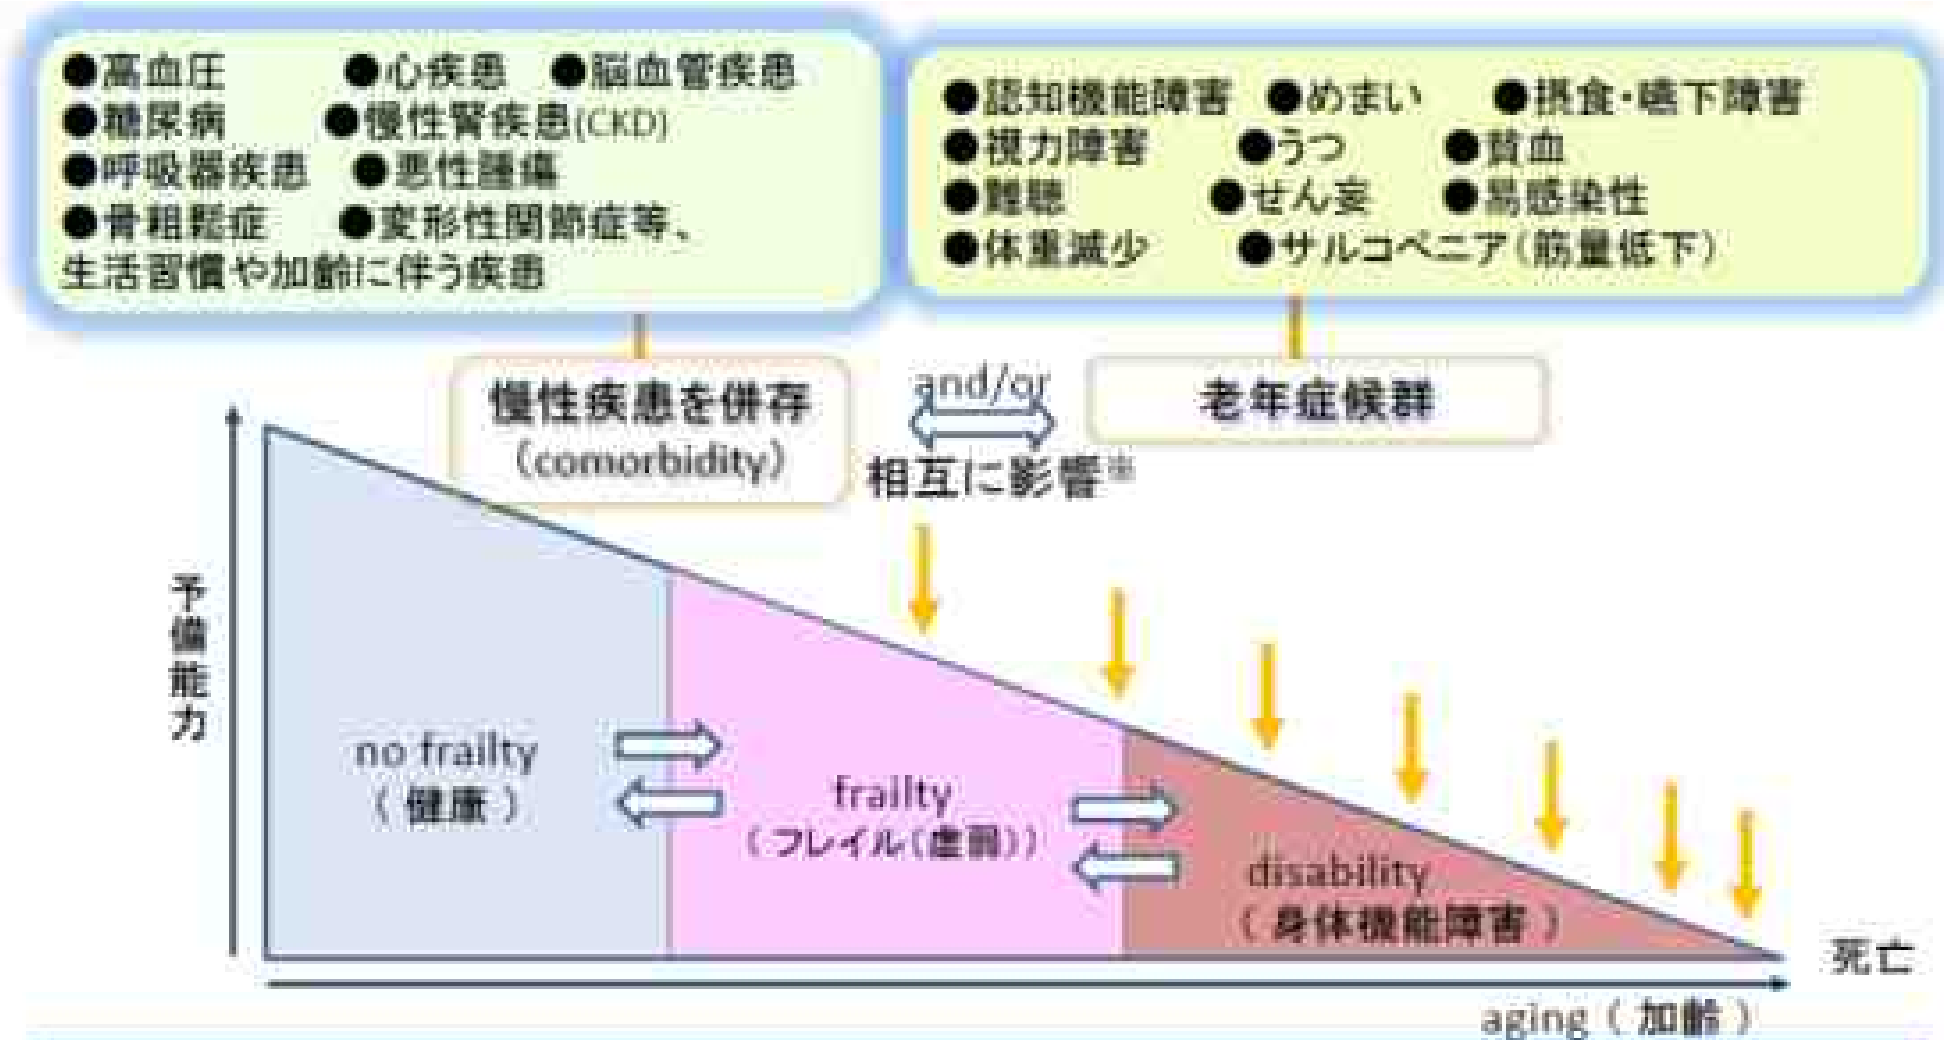 ●高血圧 ●心疾患 ●脳血管疾患
●糖尿病 ●慢性腎疾患(CKD)
●呼吸器疾患 ●悪性腫瘍
●骨粗鬆症 ●変形性関節症等、
生活習慣や加齢に伴う疾患
●認知機能障害 ●めまい ●摂食・嚥下障害
●視力障害 ●うつ ●貧血
●難聴 ●せん妄 ●易感染性
●体重減少 ●サルコペニア(筋量低下)
慢性疾患を併存
(comorbidity)
and/or
相互に影響※
老年症候群
予備能力
no frailty
(健康)
frailty
(フレイル(虚弱))
disability
(身体機能障害)
死亡
aging(加齢)